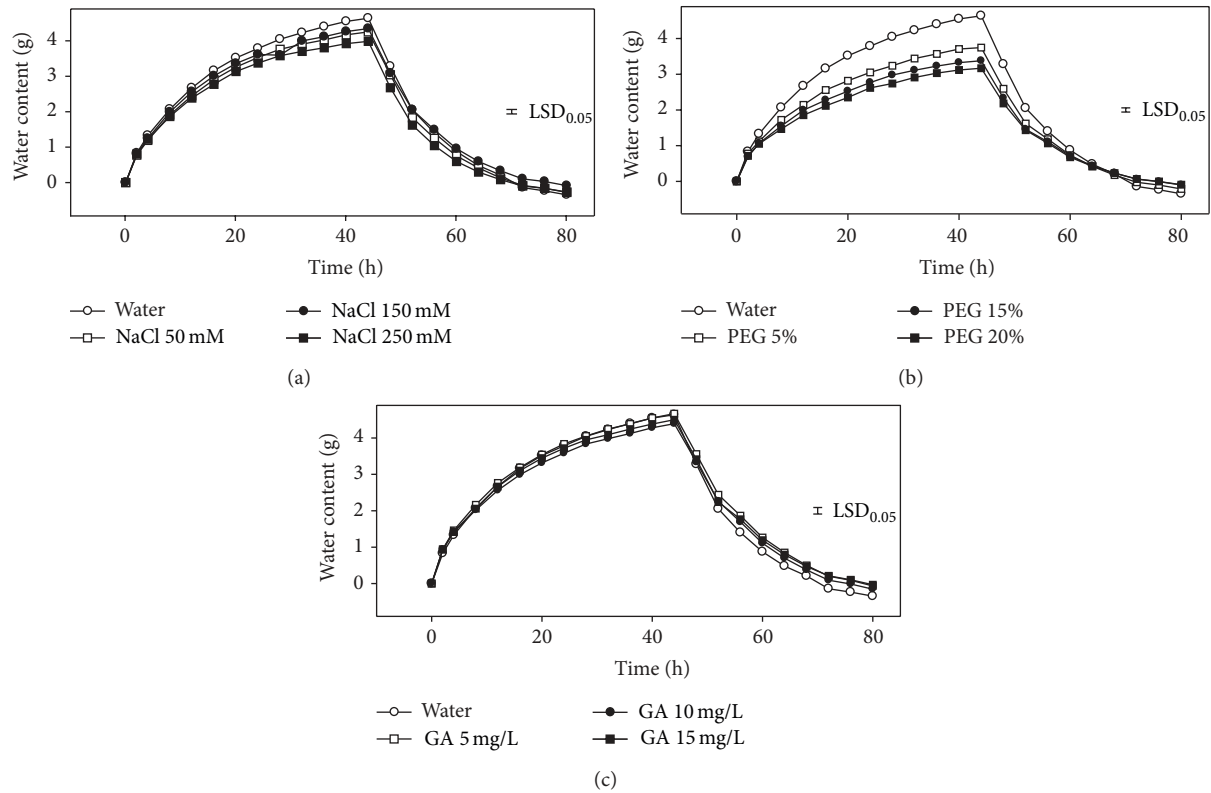 Water content (g)
4
3
2
1
0
LSD0.05
0 20 40 60 80
Time (h)
Water
NaCl 50 mM
NaCl 150 mM
NaCl 250 mM
(a)
Water content (g)
4
3
2
1
0
LSD0.05
0 20 40 60 80
Time (h)
Water
PEG 5%
PEG 15%
PEG 20%
(b)
Water content (g)
4
3
2
1
0
LSD0.05
0 20 40 60 80
Time (h)
Water
GA 5 mg/L
GA 10 mg/L
GA 15 mg/L
(c)